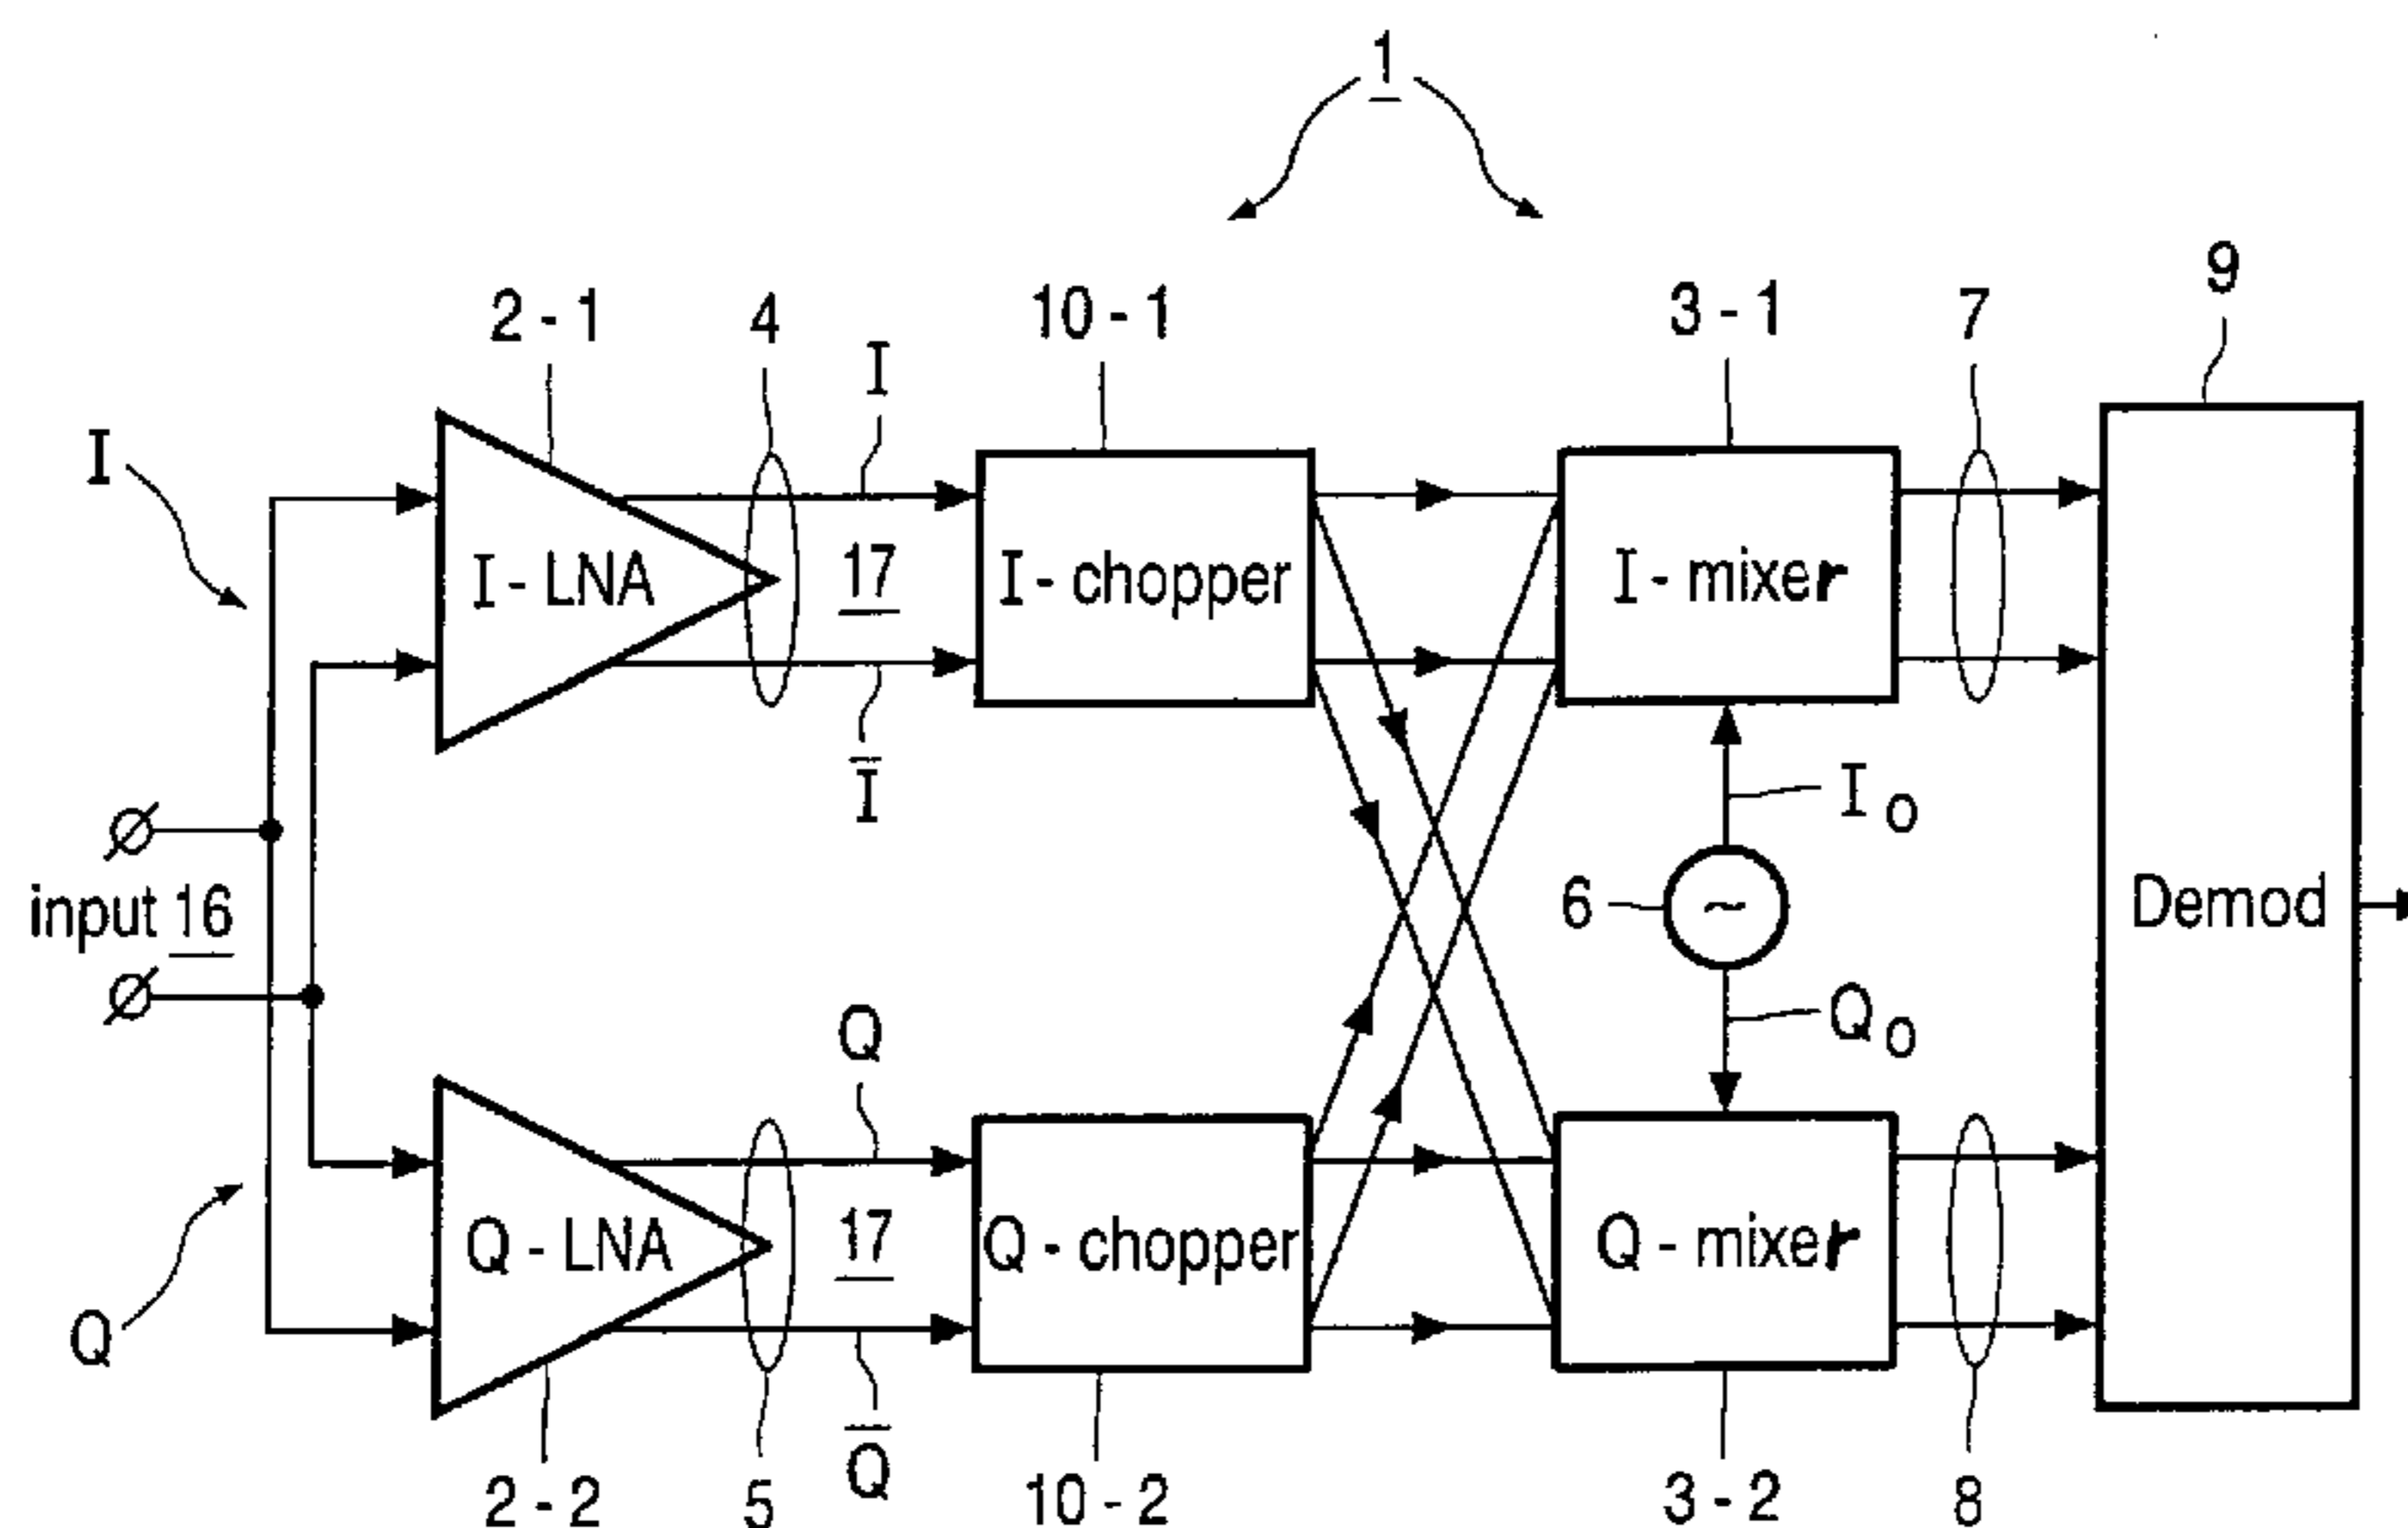 1
9
2 - 1
4
10 - 1
3 - 1
7
I
I
I - LNA
17
I - chopper
I - mixer
I̅
I o
input 16
6
~
Demod
Q
Q o
Q - LNA
17
Q - chopper
Q - mixer
Q
Q̅
2 - 2
5
10 - 2
3 - 2
8